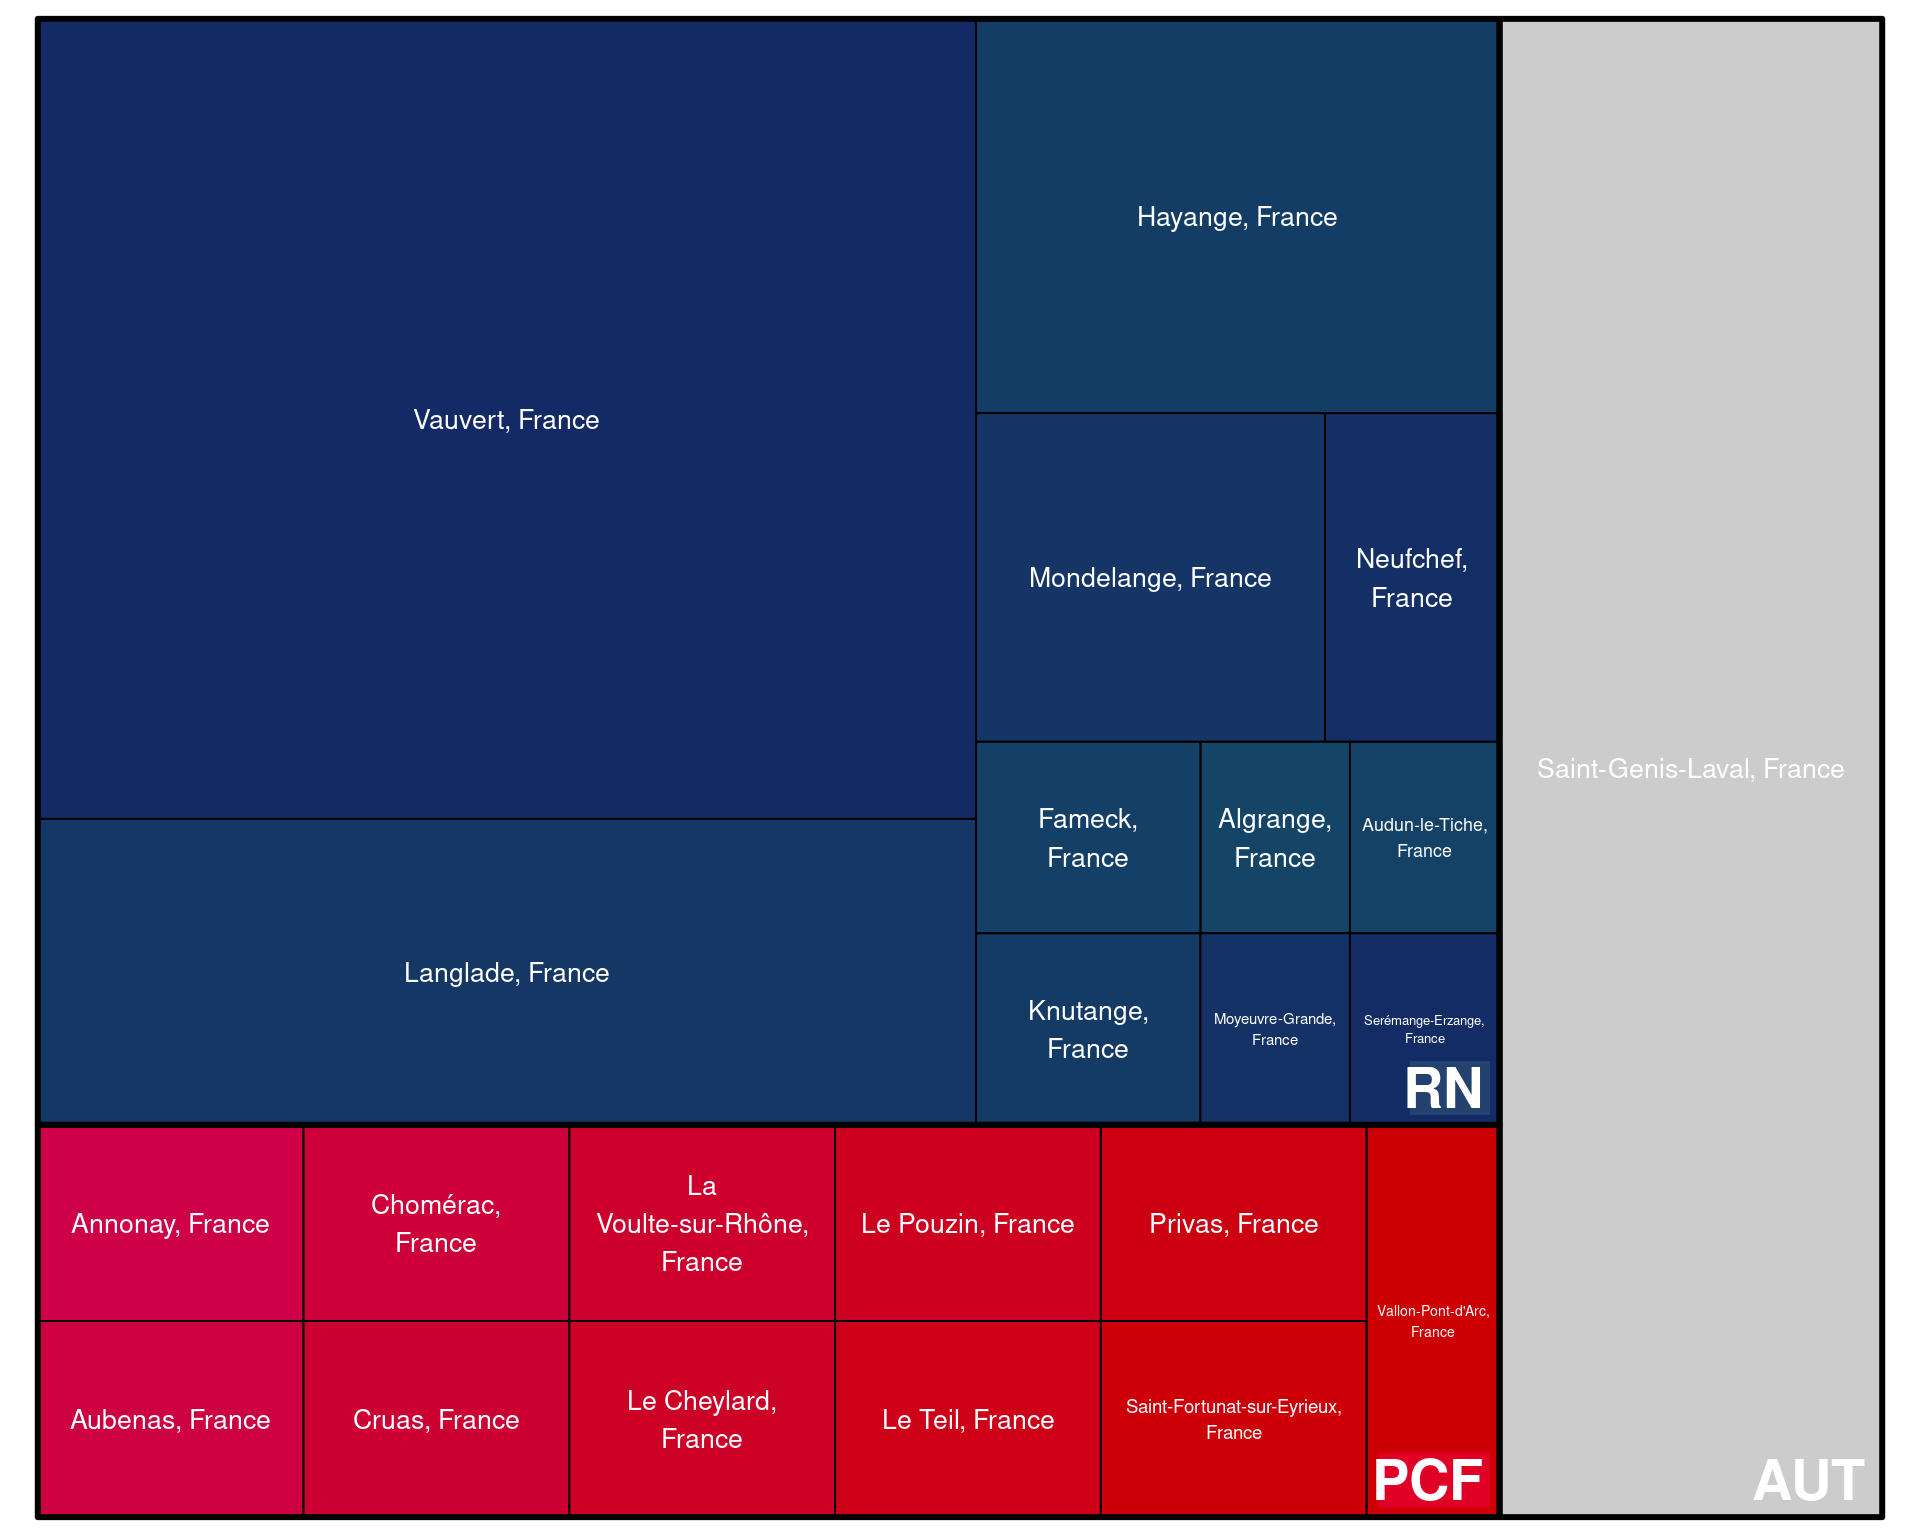 Vauvert, France
Langlade, France
Hayange, France
Mondelange, France
Neufchef,
France
Fameck,
France
Algrange,
France
Audun-le-Tiche,
France
Knutange,
France
Moyeuvre-Grande,
France
Serémange-Erzange,
France
RN
Annonay, France
Aubenas, France
Chomérac,
France
Cruas, France
La
Voulte-sur-Rhône,
France
Le Cheylard,
France
Le Pouzin, France
Le Teil, France
Privas, France
Saint-Fortunat-sur-Eyrieux,
France
Vallon-Pont-d'Arc,
France
PCF
Saint-Genis-Laval, France
AUT